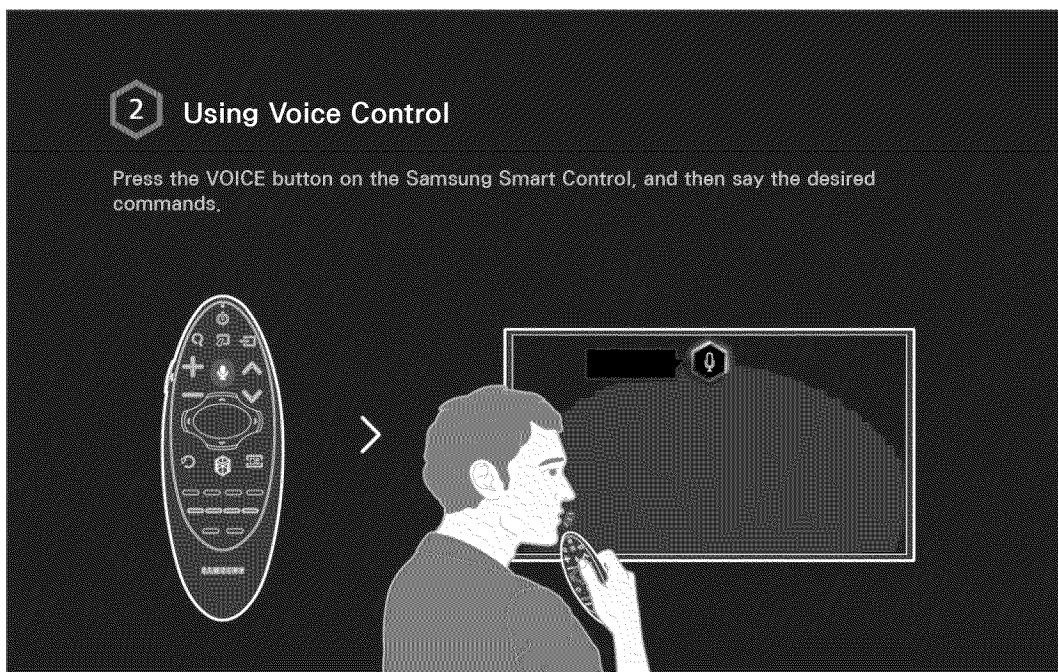 2
Using Voice Control
Press the VOICE button on the Samsung Smart Control, and then say the desired
commands.
SAMSUNG